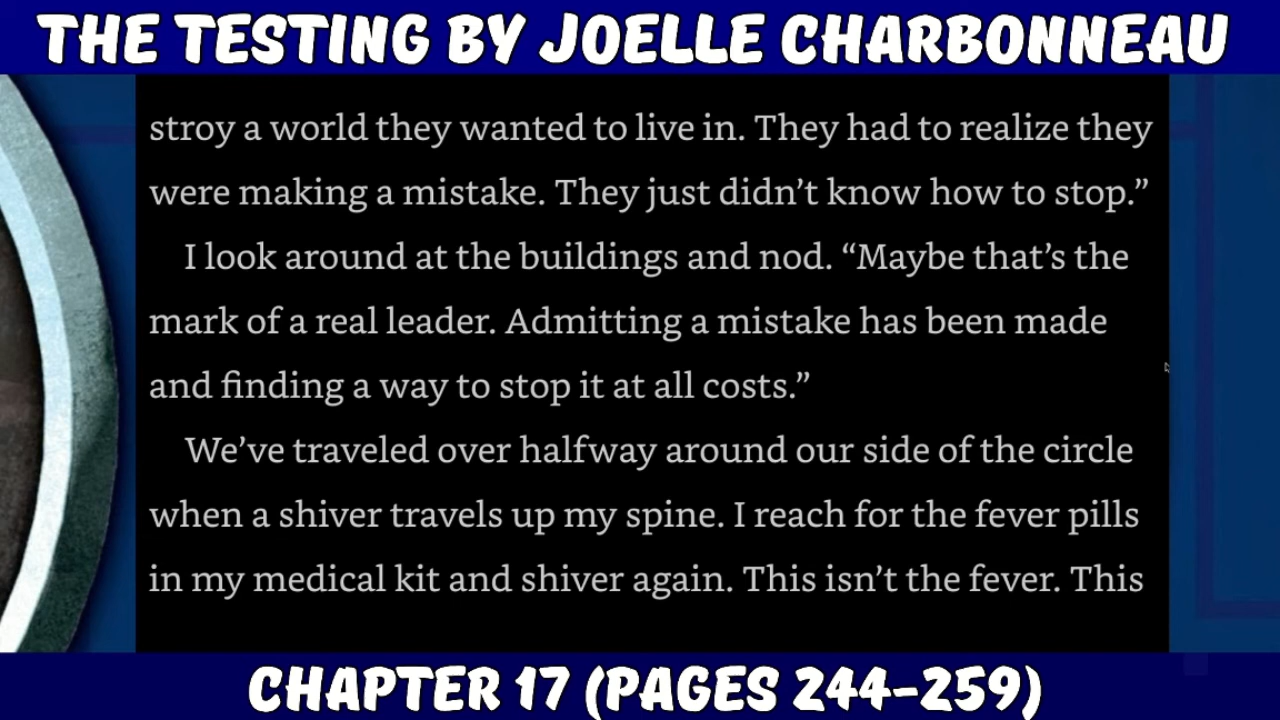 THE TESTING BY JOELLE CHARBONNEAU
stroy a world they wanted to live in. They had to realize they
were making a mistake. They just didn’t know how to stop.”
I look around at the buildings and nod. “Maybe that’s the
mark of a real leader. Admitting a mistake has been made
and finding a way to stop it at all costs.”
We’ve traveled over halfway around our side of the circle
when a shiver travels up my spine. I reach for the fever pills
in my medical kit and shiver again. This isn’t the fever. This
CHAPTER 17 (PAGES 244-259)